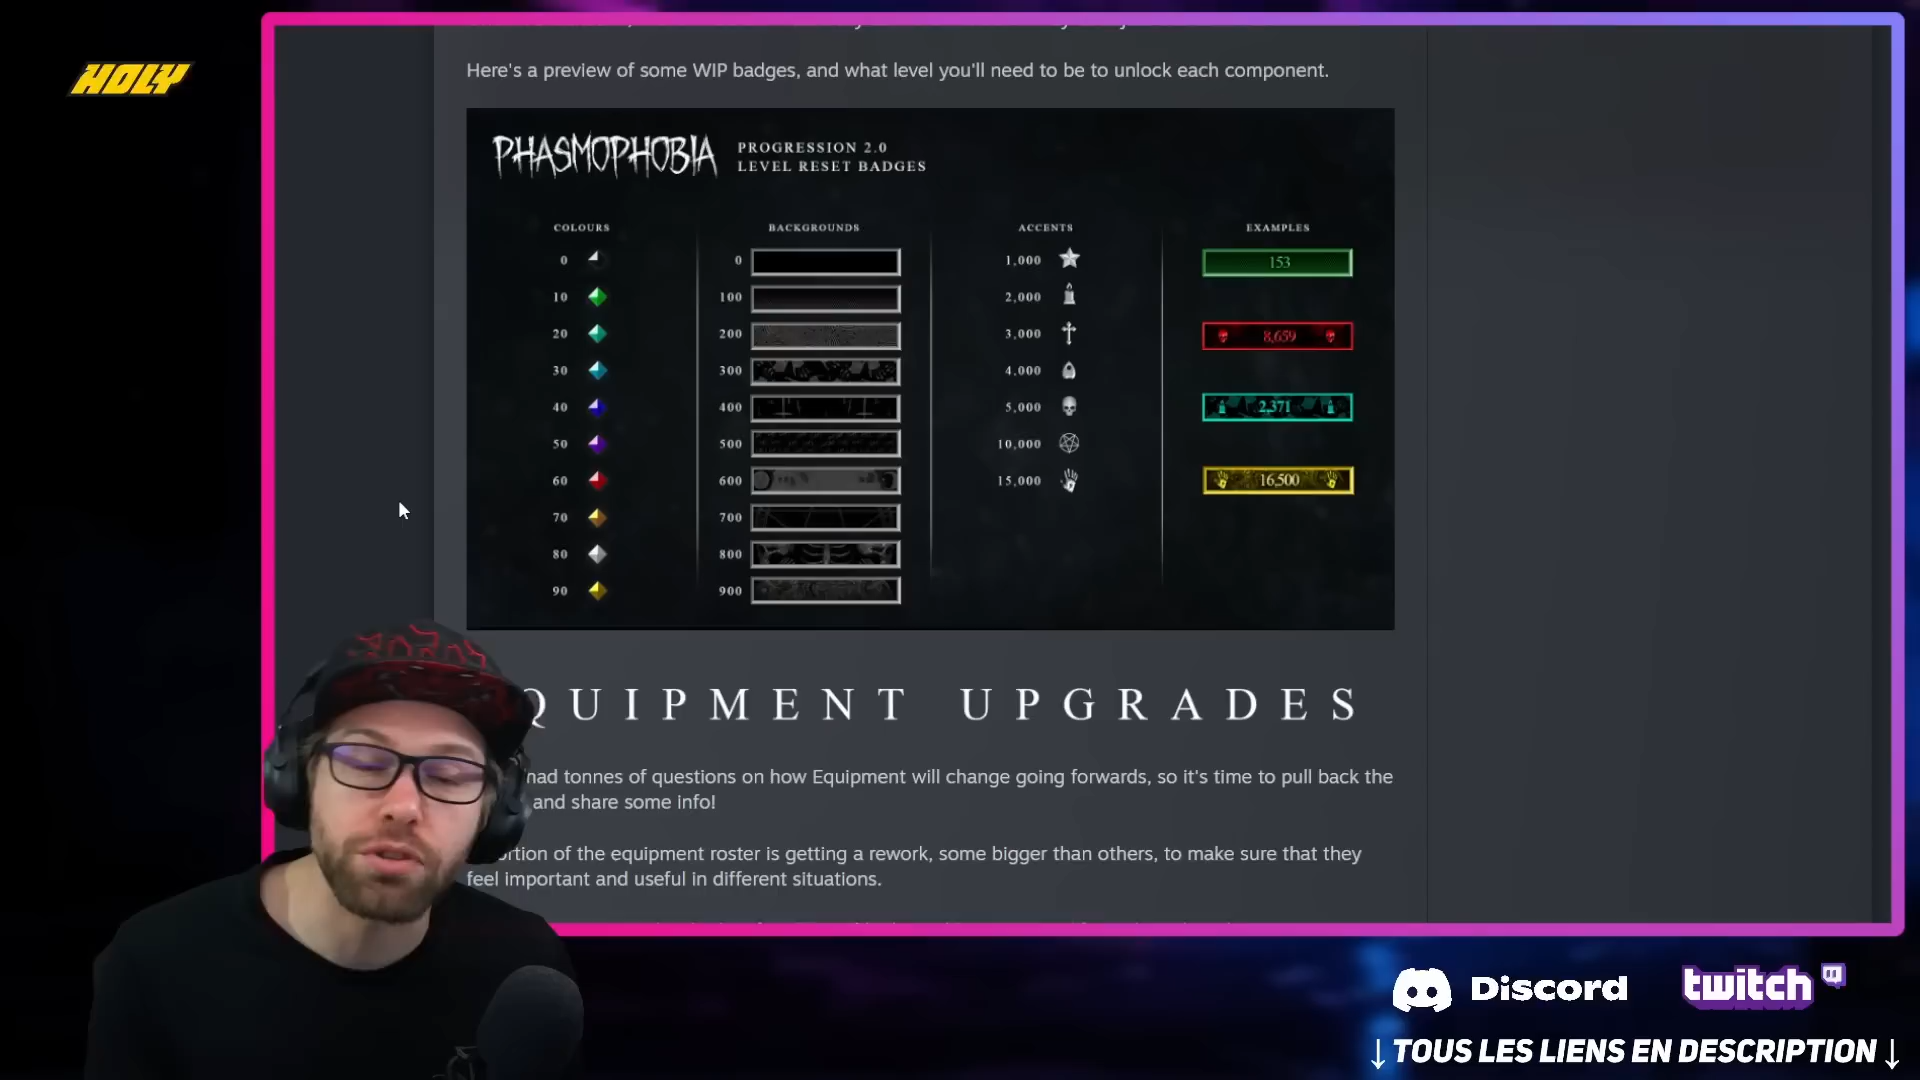 HOLY
Here's a preview of some WIP badges, and what level you'll need to be to unlock each component.
PHASMOPHOBIA
PROGRESSION 2.0
LEVEL RESET BADGES
COLOURS
0
10
20
30
40
50
60
70
80
90
BACKGROUNDS
0
100
200
300
400
500
600
700
800
900
ACCENTS
1,000
2,000
3,000
4,000
5,000
10,000
15,000
EXAMPLES
153
8,659
2,371
16,500
QUIPMENT UPGRADES
had tonnes of questions on how Equipment will change going forwards, so it's time to pull back the
and share some info!
ortion of the equipment roster is getting a rework, some bigger than others, to make sure that they
feel important and useful in different situations.
Discord
twitch
↓ TOUS LES LIENS EN DESCRIPTION ↓